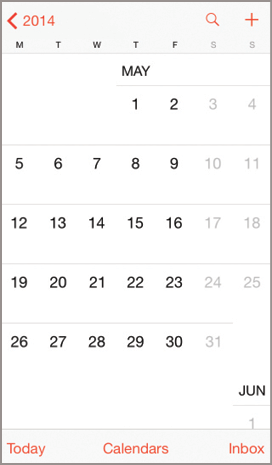 2014
M T W T F S S
MAY
1 2 3 4
5 6 7 8 9 10 11
12 13 14 15 16 17 18
19 20 21 22 23 24 25
26 27 28 29 30 31
JUN
1
Today Calendars Inbox